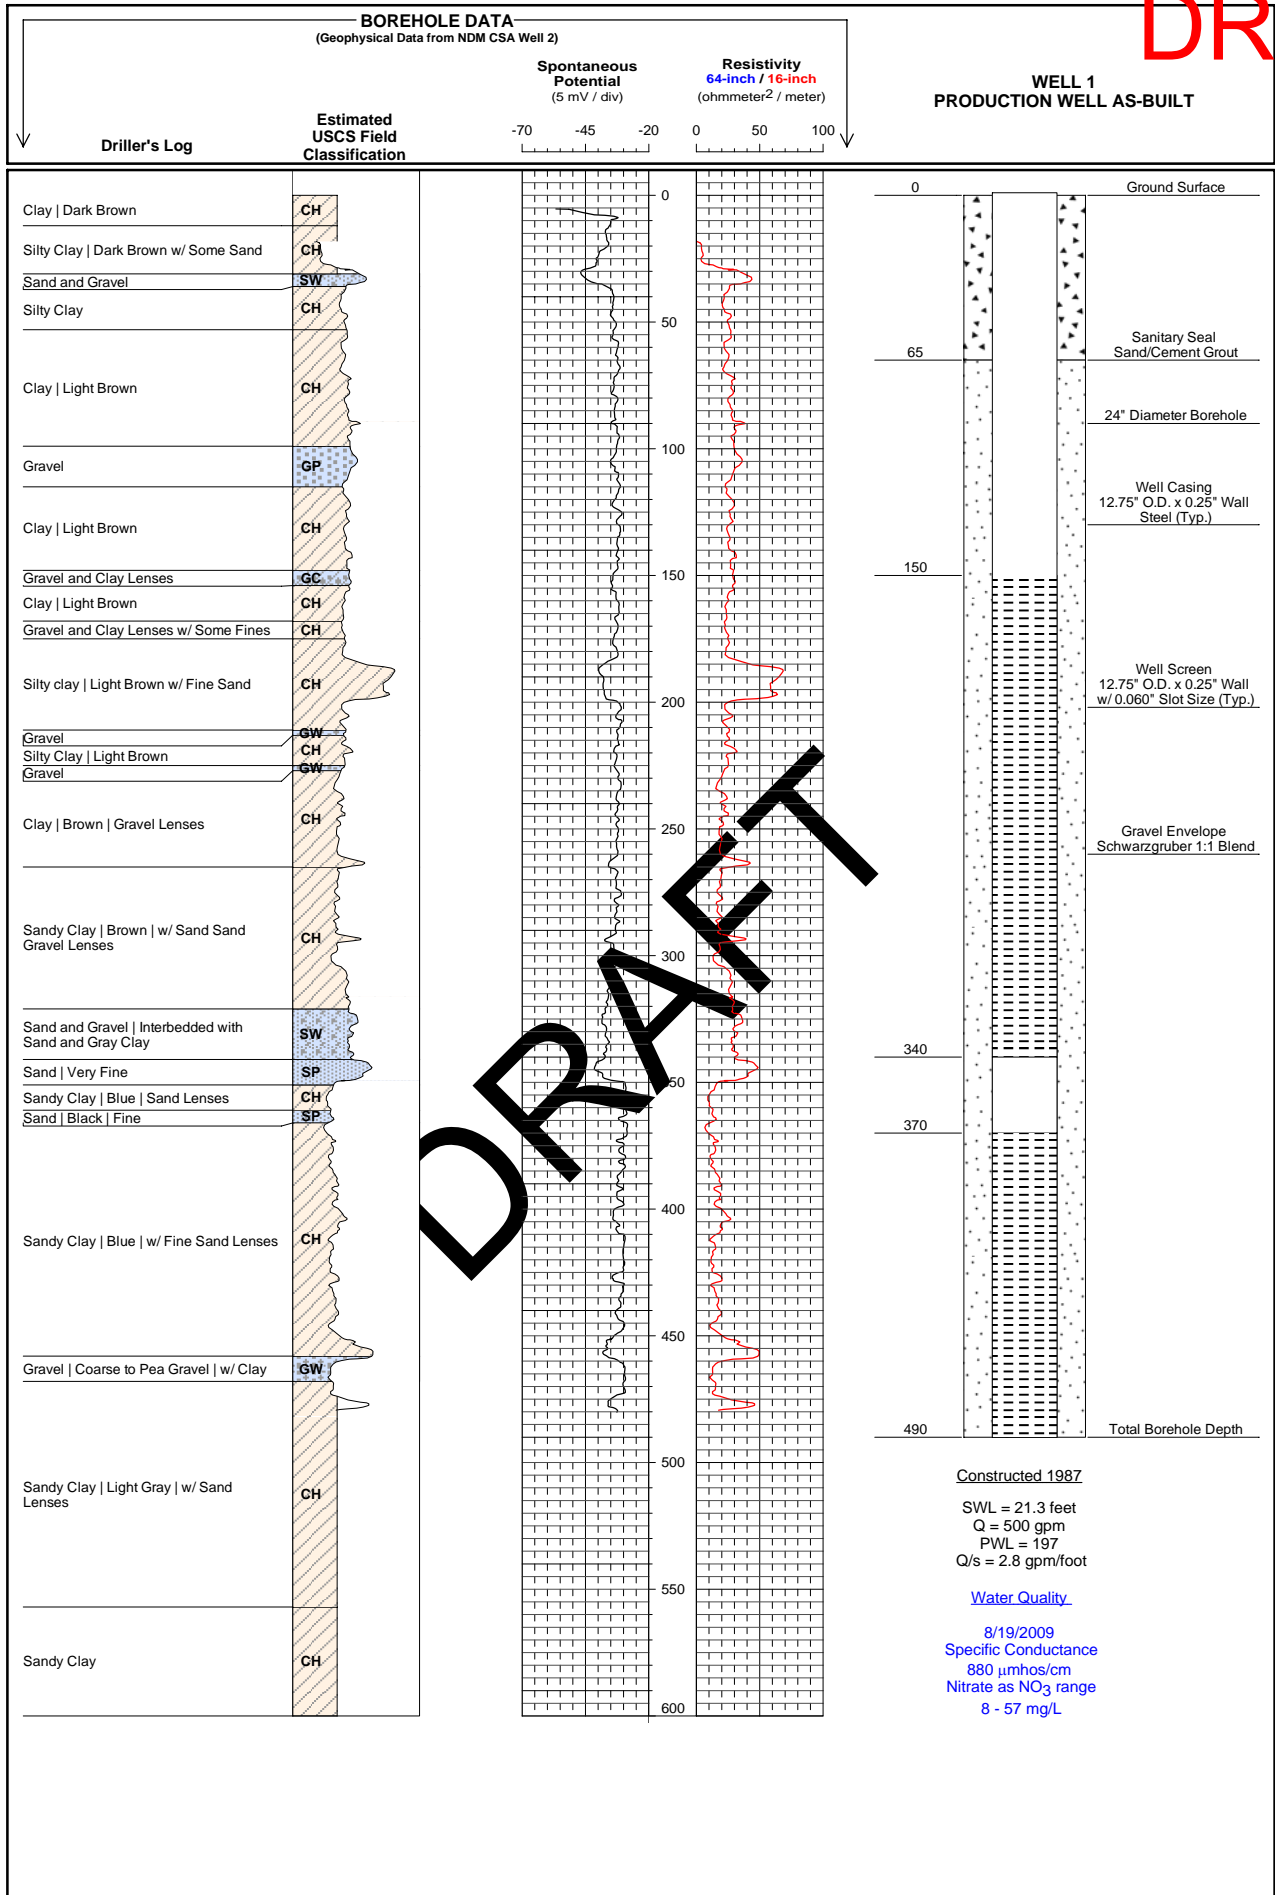 DR
BOREHOLE DATA
(Geophysical Data from NDM CSA Well 2)
Driller's Log
Estimated
USCS Field
Classification
Spontaneous
Potential
(5 mV / div)
-70 -45 -20
Resistivity
64-inch / 16-inch
(ohmmeter2 / meter)
0 50 100
WELL 1
PRODUCTION WELL AS-BUILT
Clay | Dark Brown
CH
Silty Clay | Dark Brown w/ Some Sand
CH
Sand and Gravel
SW
Silty Clay
CH
Clay | Light Brown
CH
Gravel
GP
Clay | Light Brown
CH
Gravel and Clay Lenses
GC
Clay | Light Brown
CH
Gravel and Clay Lenses w/ Some Fines
CH
Silty clay | Light Brown w/ Fine Sand
CH
Gravel
GW
Silty Clay | Light Brown
CH
Gravel
GW
Clay | Brown | Gravel Lenses
CH
Sandy Clay | Brown | w/ Sand Sand
Gravel Lenses
CH
Sand and Gravel | Interbedded with
Sand and Gray Clay
SW
Sand | Very Fine
SP
Sandy Clay | Blue | Sand Lenses
CH
Sand | Black | Fine
SP
Sandy Clay | Blue | w/ Fine Sand Lenses
CH
Gravel | Coarse to Pea Gravel | w/ Clay
GW
Sandy Clay | Light Gray | w/ Sand
Lenses
CH
Sandy Clay
CH
0
50
100
150
200
250
300
350
400
450
500
550
600
DRAFT
0
Ground Surface
Sanitary Seal
Sand/Cement Grout
65
24" Diameter Borehole
Well Casing
12.75" O.D. x 0.25" Wall
Steel (Typ.)
150
Well Screen
12.75" O.D. x 0.25" Wall
w/ 0.060" Slot Size (Typ.)
Gravel Envelope
Schwarzgruber 1:1 Blend
340
370
490
Total Borehole Depth
Constructed 1987
SWL = 21.3 feet
Q = 500 gpm
PWL = 197
Q/s = 2.8 gpm/foot
Water Quality
8/19/2009
Specific Conductance
880 μmhos/cm
Nitrate as NO3 range
8 - 57 mg/L